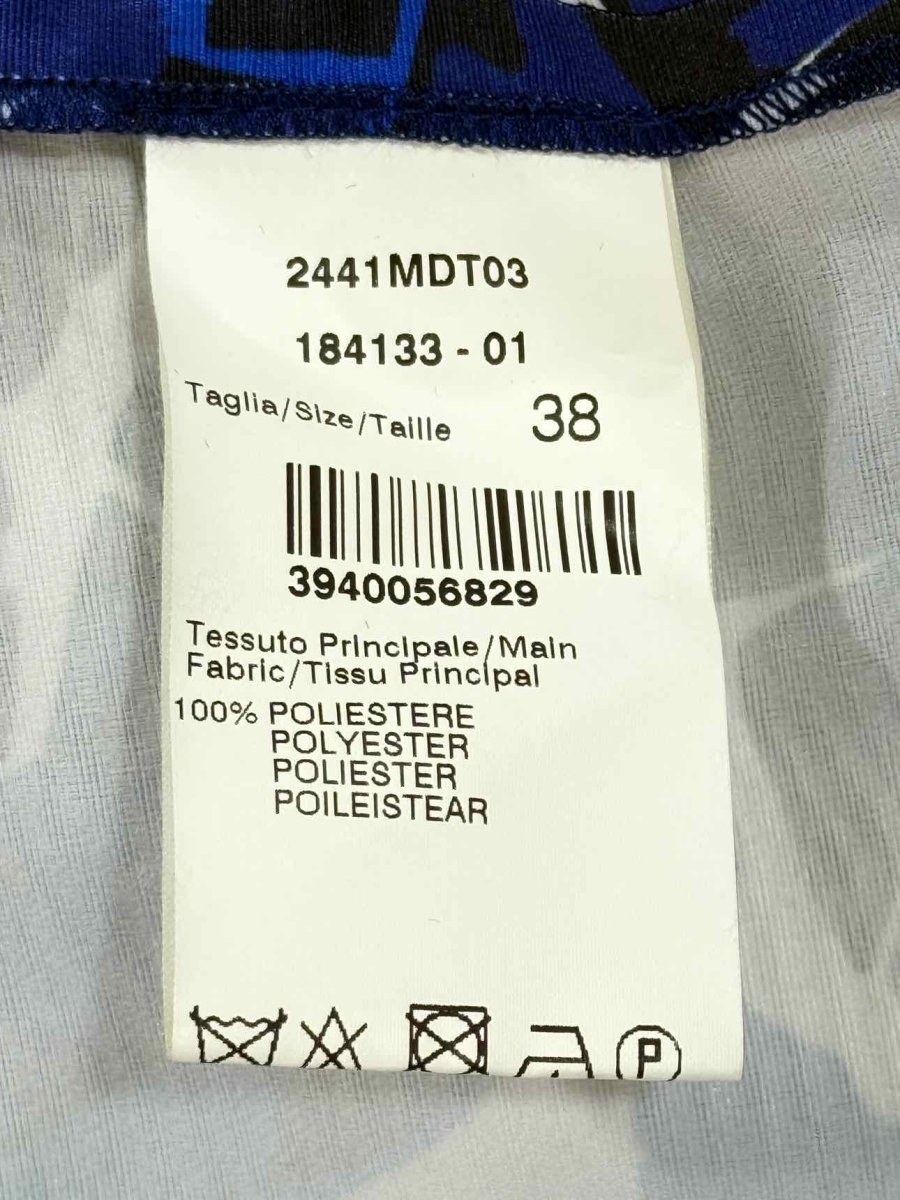 2441MDT03
184133 - 01
Taglia/Size/Taille 38
3940056829
Tessuto Principale/Main
Fabric/Tissu Principal
100% POLIESTERE
POLYESTER
POLIESTER
POILEISTEAR
P